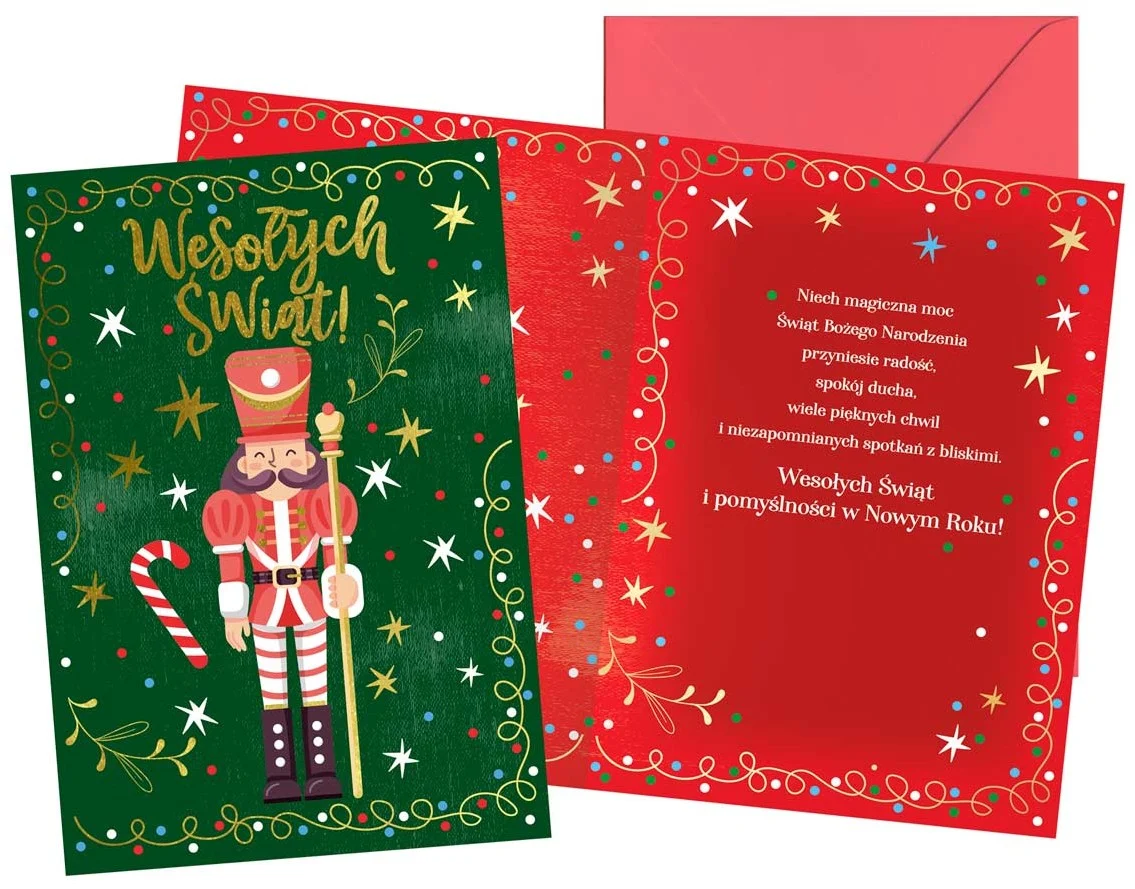 Wesołych
Świąt!
Niech magiczna moc
Świąt Bożego Narodzenia
przyniesie radość,
spokój ducha,
wiele pięknych chwil
i niezapomnianych spotkań z bliskimi.
Wesołych Świąt
i pomyślności w Nowym Roku!